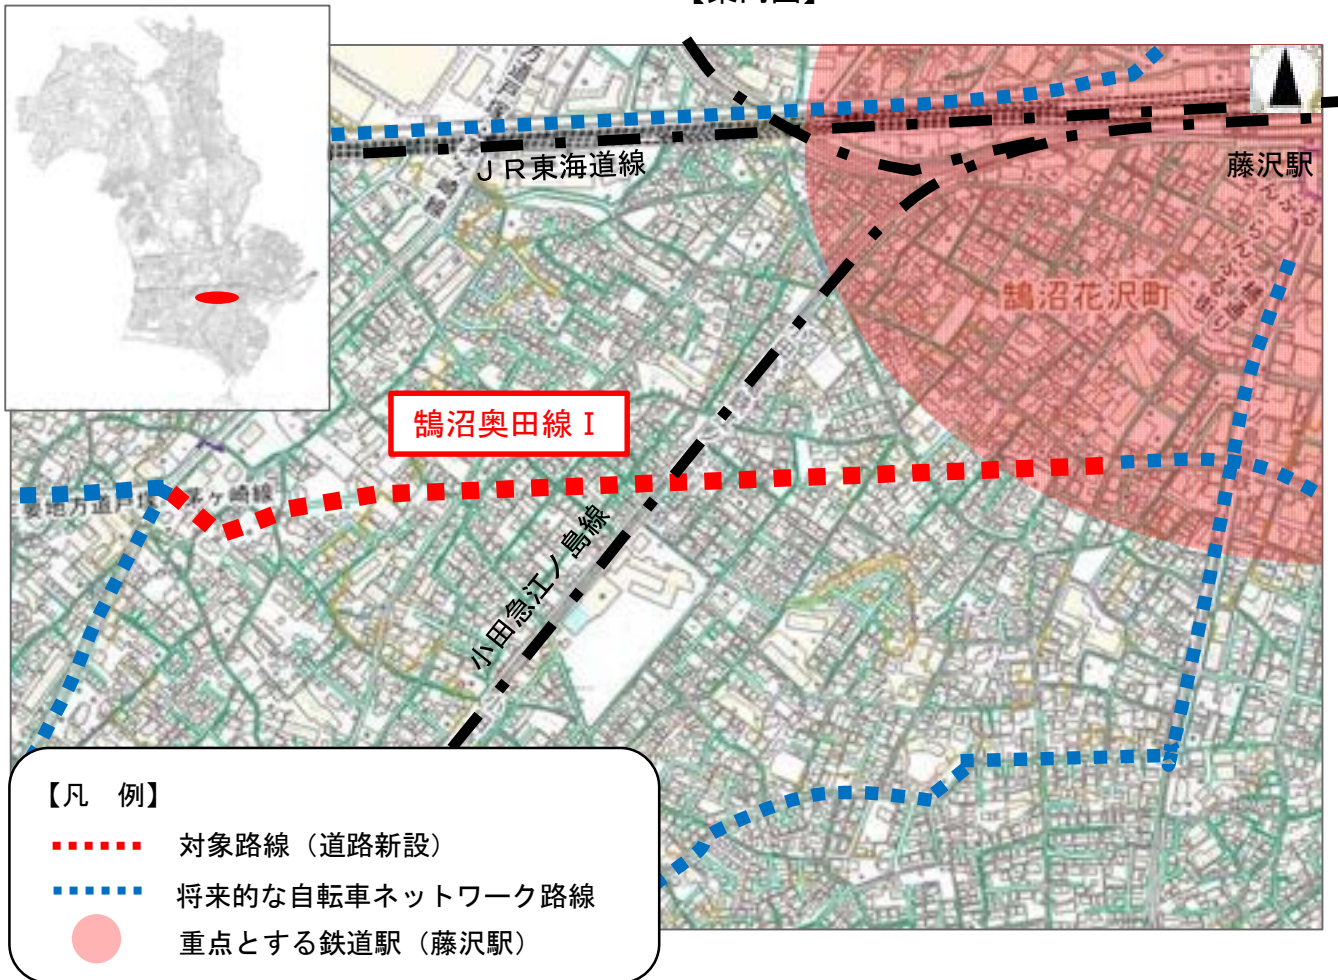 【案内図】
ＪＲ東海道線
藤沢駅
鵠沼花沢町
鵠沼奥田線Ⅰ
小田急江ノ島線
【凡　例】
対象路線（道路新設）
将来的な自転車ネットワーク路線
重点とする鉄道駅（藤沢駅）